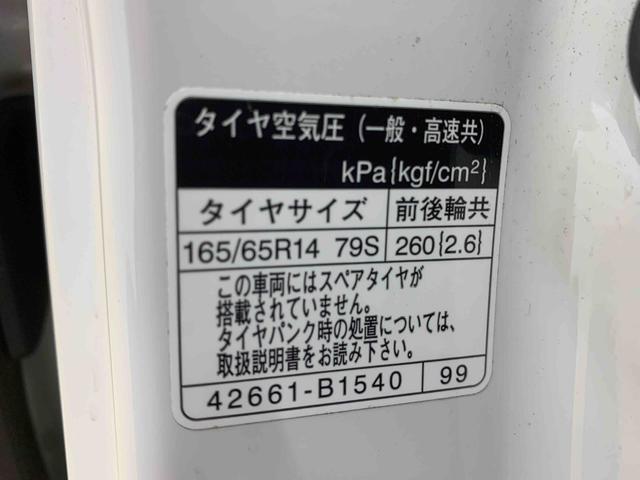 タイヤ空気圧 (一般・高速共)
kPa{kgf/cm²}
タイヤサイズ 前後輪共
165/65R14 79S 260{2.6}
この車両にはスペアタイヤが
搭載されていません。
タイヤパンク時の処置については、
取扱説明書をお読み下さい。
42661-B1540 99